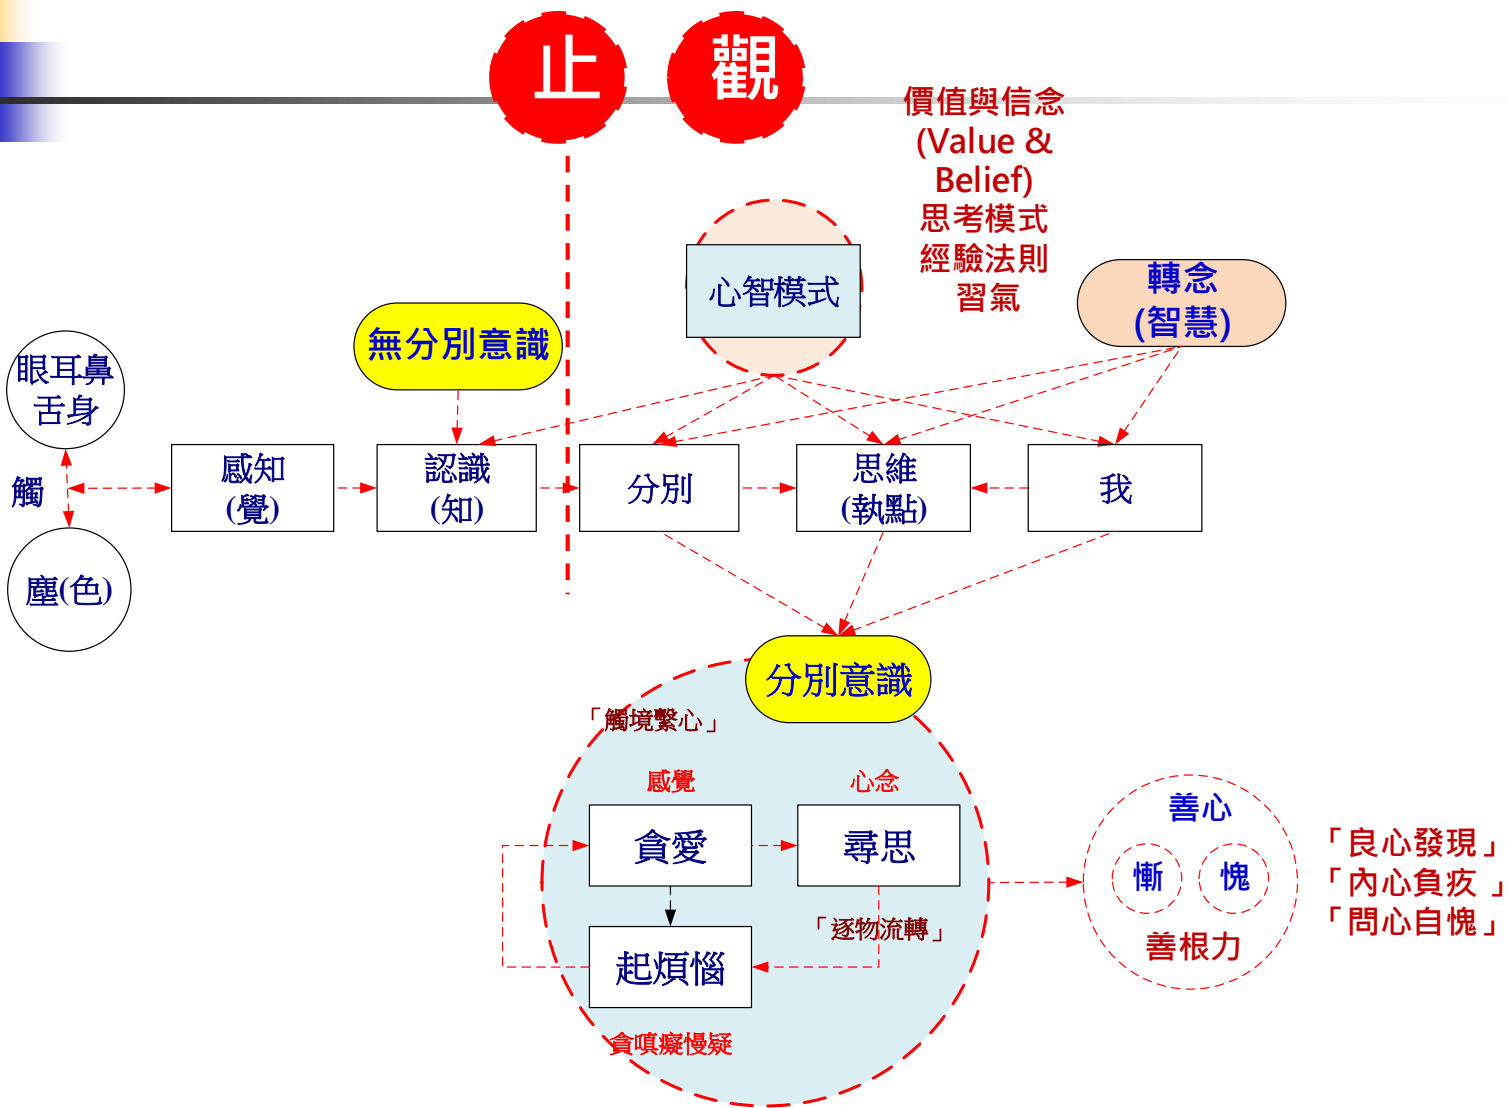 止 觀
價值與信念
(Value &
Belief)
思考模式
經驗法則
習氣
心智模式
轉念
(智慧)
無分別意識
眼耳鼻
舌身
觸
塵(色)
感知
(覺)
認識
(知)
分別
思維
(執點)
我
分別意識
「觸境繫心」
感覺
心念
貪愛
尋思
「逐物流轉」
起煩惱
貪嗔癡慢疑
善心
慚 愧
善根力
「良心發現」
「內心負疚」
「問心自愧」